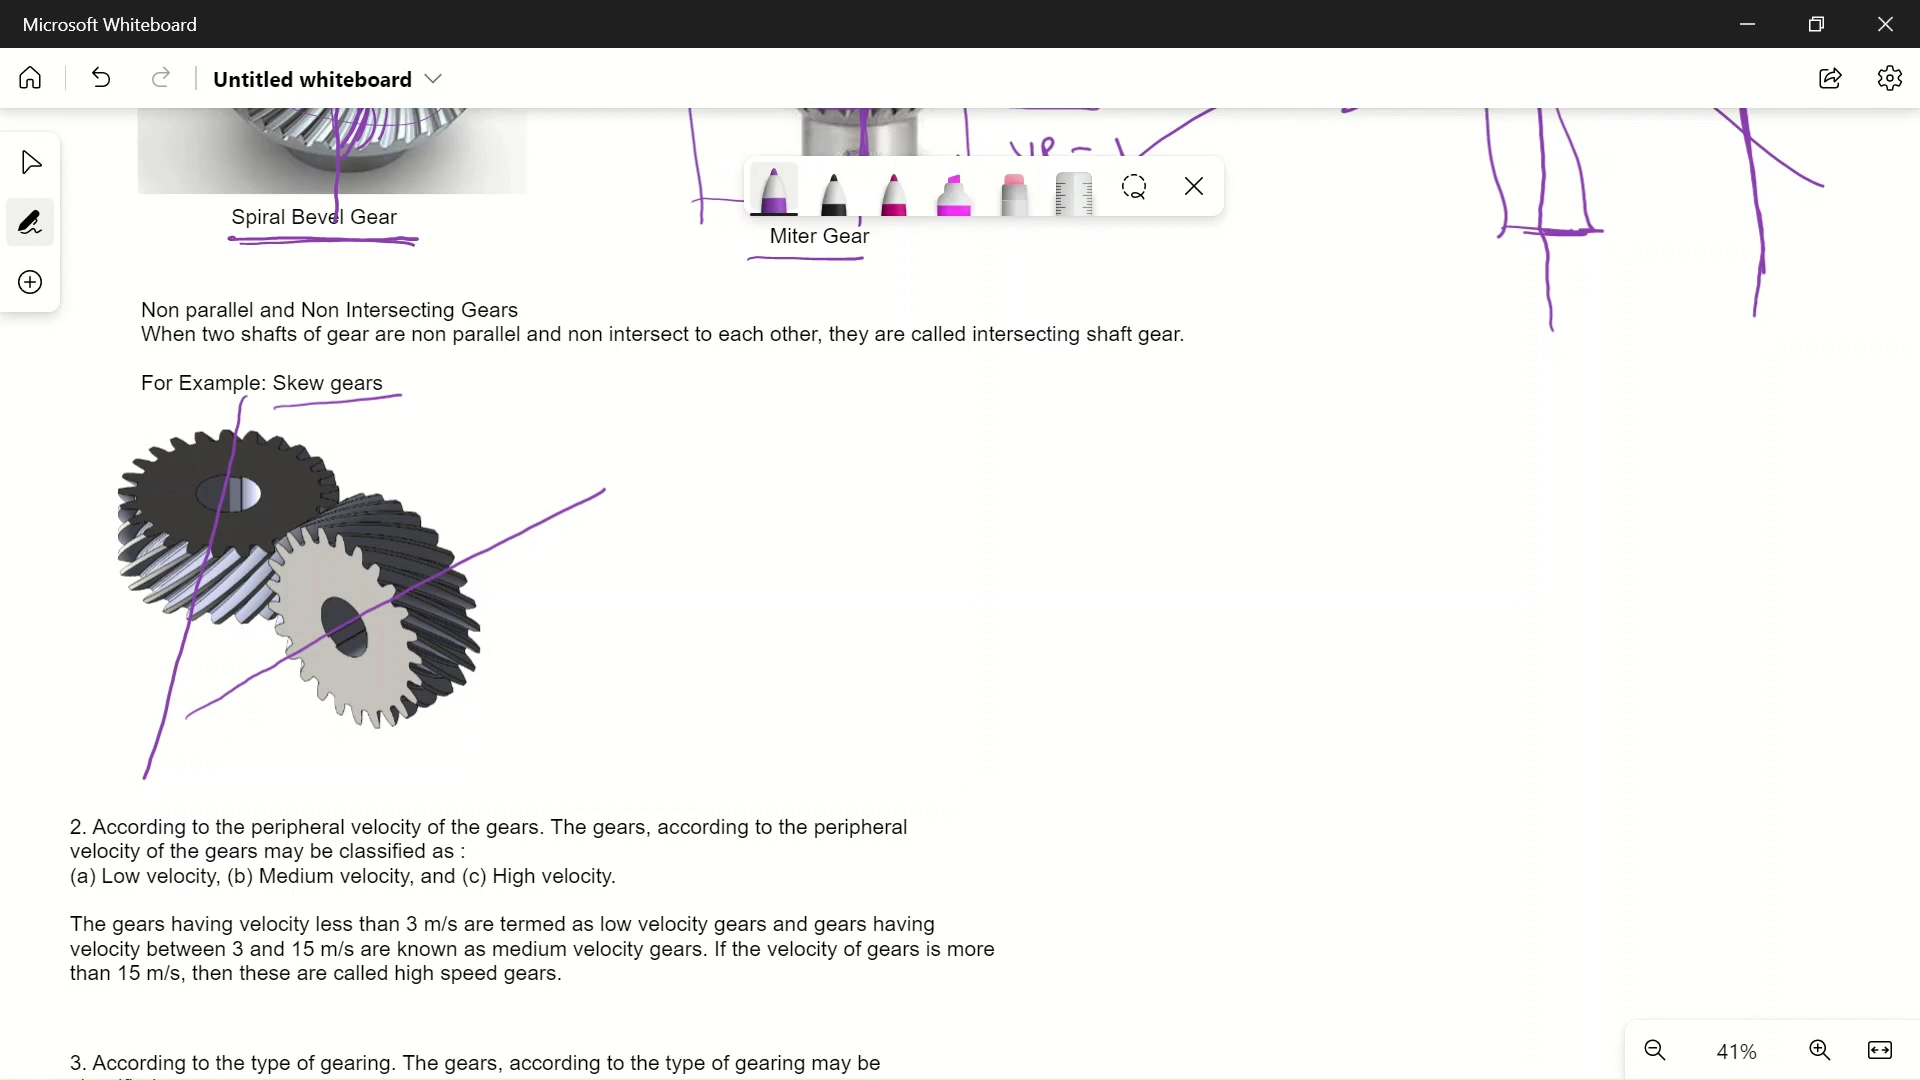 Microsoft Whiteboard
Untitled whiteboard
VR = 1
Spiral Bevel Gear
Miter Gear
Non parallel and Non Intersecting Gears
When two shafts of gear are non parallel and non intersect to each other, they are called intersecting shaft gear.
For Example: Skew gears
2. According to the peripheral velocity of the gears. The gears, according to the peripheral
velocity of the gears may be classified as :
(a) Low velocity, (b) Medium velocity, and (c) High velocity.
The gears having velocity less than 3 m/s are termed as low velocity gears and gears having
velocity between 3 and 15 m/s are known as medium velocity gears. If the velocity of gears is more
than 15 m/s, then these are called high speed gears.
41%
3. According to the type of gearing. The gears, according to the type of gearing may be